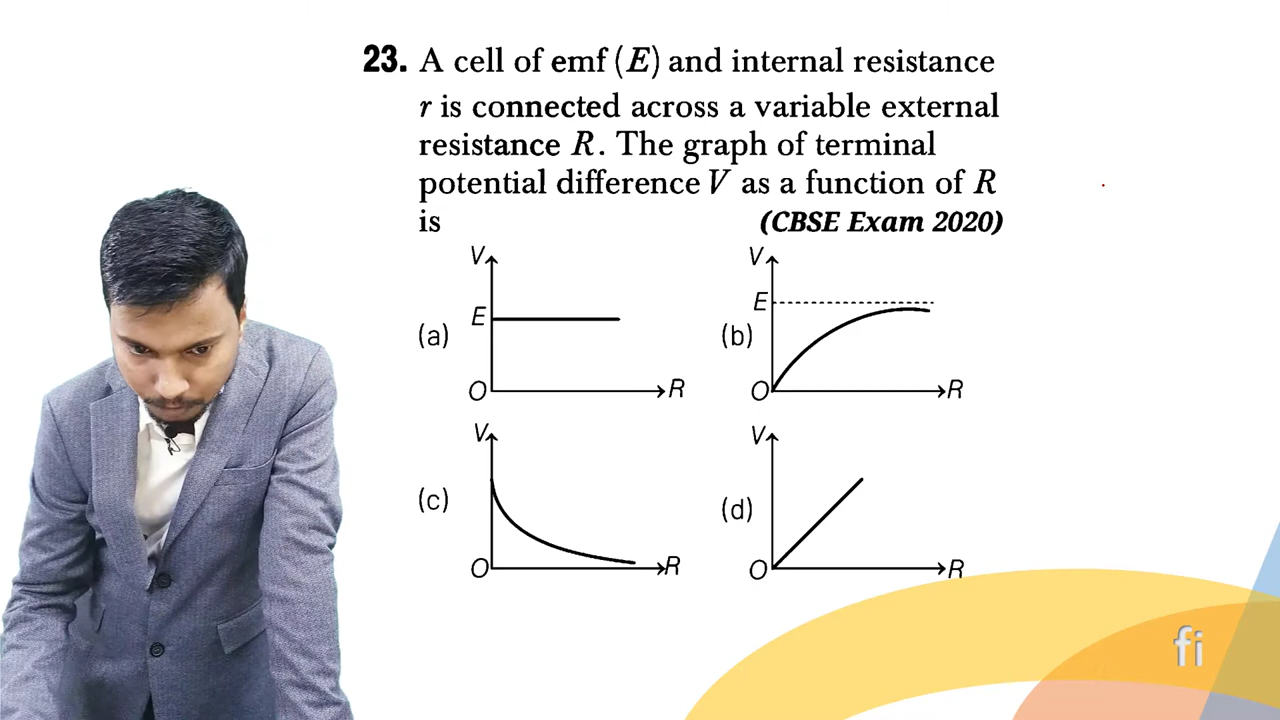 23. A cell of emf (E) and internal resistance
r is connected across a variable external
resistance R. The graph of terminal
potential difference V as a function of R
is (CBSE Exam 2020)
(a) V E O R
(b) V E O R
(c) V O R
(d) V O R
fi